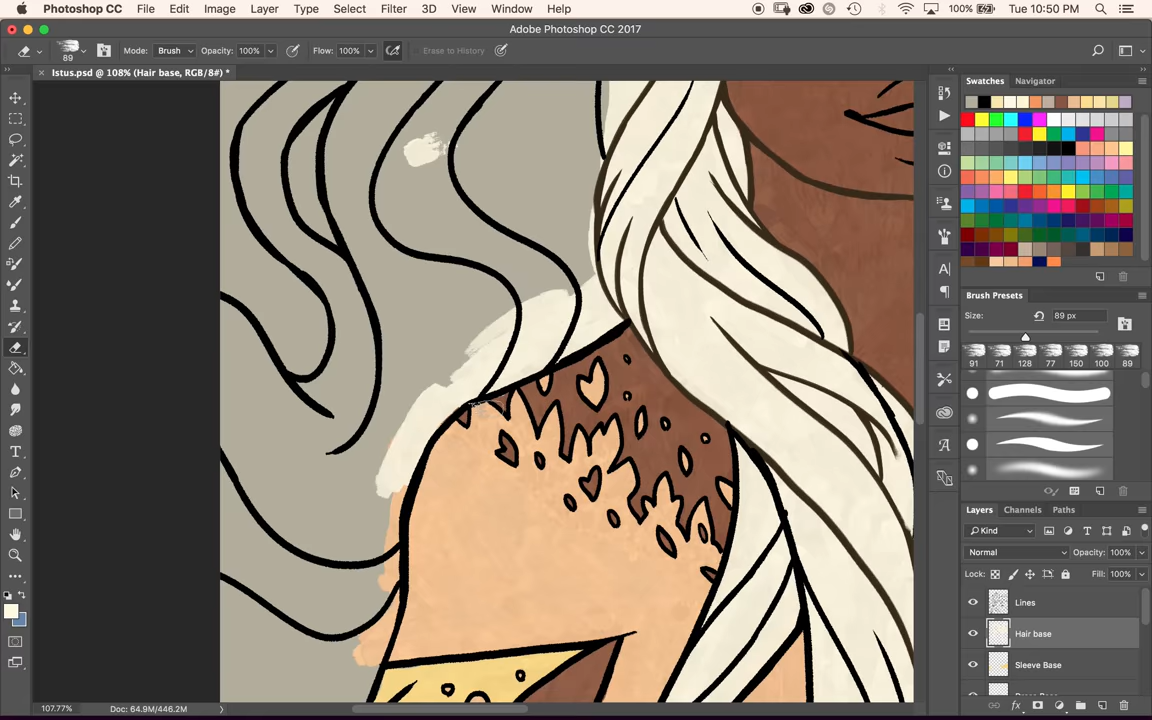 Photoshop CC File Edit Image Layer Type Select Filter 3D View Window Help 100% Tue 10:50 PM
Adobe Photoshop CC 2017
89 Mode: Brush Opacity: 100% Flow: 100% Erase to History
Istus.psd @ 108% (Hair base, RGB/8#) *
Swatches Navigator
Brush Presets
Size: 89 px
91 71 128 117 150 100 89
Layers Channels Paths
Kind
Normal Opacity: 100%
Lock: Fill: 100%
Lines
Hair base
Sleeve Base
107.77% Doc: 64.9M/446.2M